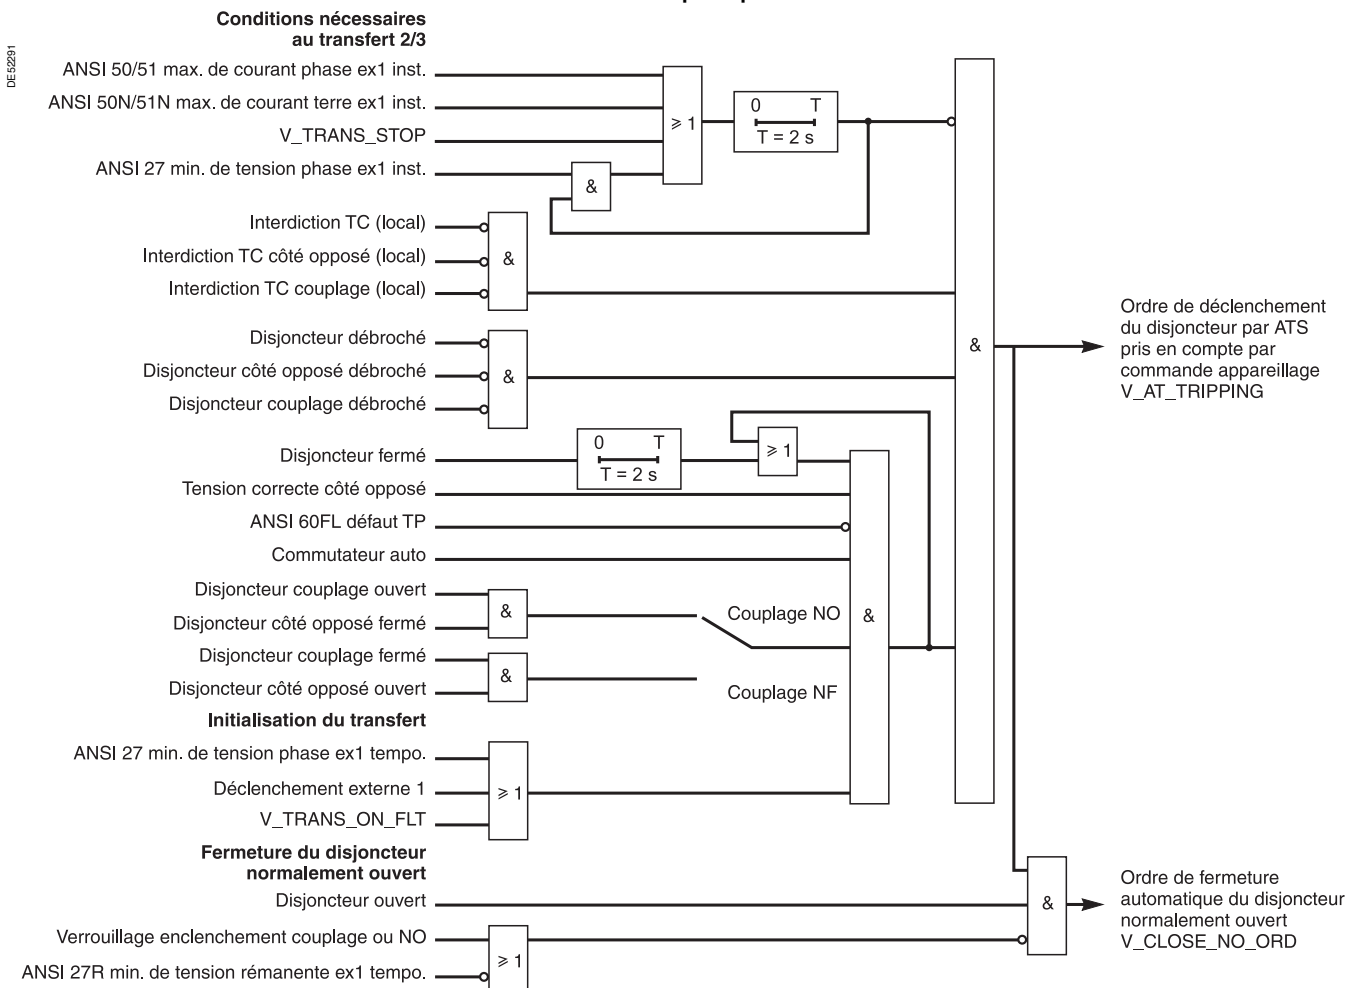 Conditions nécessaires
au transfert 2/3
DE52291
ANSI 50/51 max. de courant phase ex1 inst.
ANSI 50N/51N max. de courant terre ex1 inst.
V_TRANS_STOP
ANSI 27 min. de tension phase ex1 inst.
≥ 1
0 T
T = 2 s
&
Interdiction TC (local)
Interdiction TC côté opposé (local)
Interdiction TC couplage (local)
&
Disjoncteur débroché
Disjoncteur côté opposé débroché
Disjoncteur couplage débroché
&
&
Ordre de déclenchement
du disjoncteur par ATS
pris en compte par
commande appareillage
V_AT_TRIPPING
Disjoncteur fermé
0 T
T = 2 s
≥ 1
Tension correcte côté opposé
ANSI 60FL défaut TP
Commutateur auto
Disjoncteur couplage ouvert
Disjoncteur côté opposé fermé
&
Couplage NO
&
Disjoncteur couplage fermé
Disjoncteur côté opposé ouvert
&
Couplage NF
Initialisation du transfert
ANSI 27 min. de tension phase ex1 tempo.
Déclenchement externe 1
V_TRANS_ON_FLT
≥ 1
Fermeture du disjoncteur
normalement ouvert
Disjoncteur ouvert
Verrouillage enclenchement couplage ou NO
ANSI 27R min. de tension rémanente ex1 tempo.
≥ 1
&
Ordre de fermeture
automatique du disjoncteur
normalement ouvert
V_CLOSE_NO_ORD